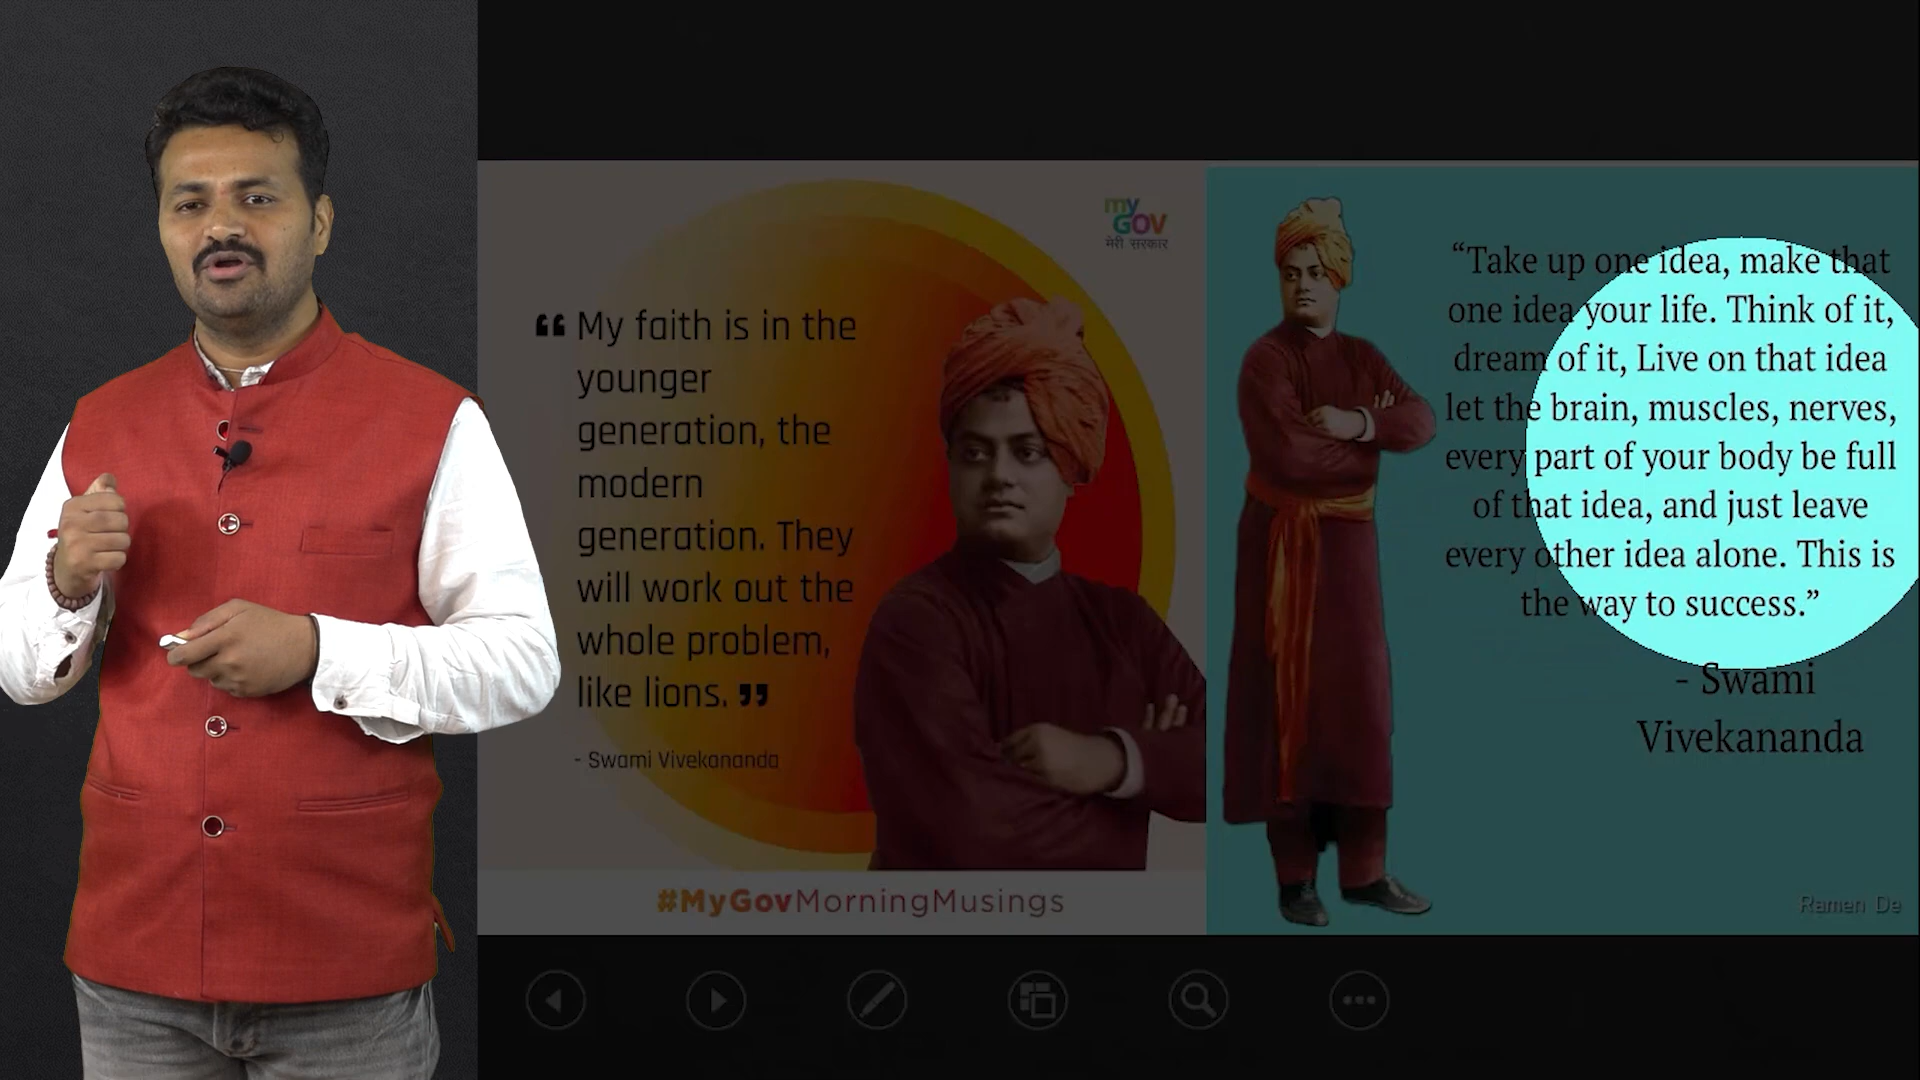 my
GOV
मेरी सरकार
“ My faith is in the
younger
generation, the
modern
generation. They
will work out the
whole problem,
like lions. ”
- Swami Vivekananda
#MyGovMorningMusings
“Take up one idea, make that
one idea your life. Think of it,
dream of it, Live on that idea
let the brain, muscles, nerves,
every part of your body be full
of that idea, and just leave
every other idea alone. This is
the way to success.”
- Swami
Vivekananda
Ramen De